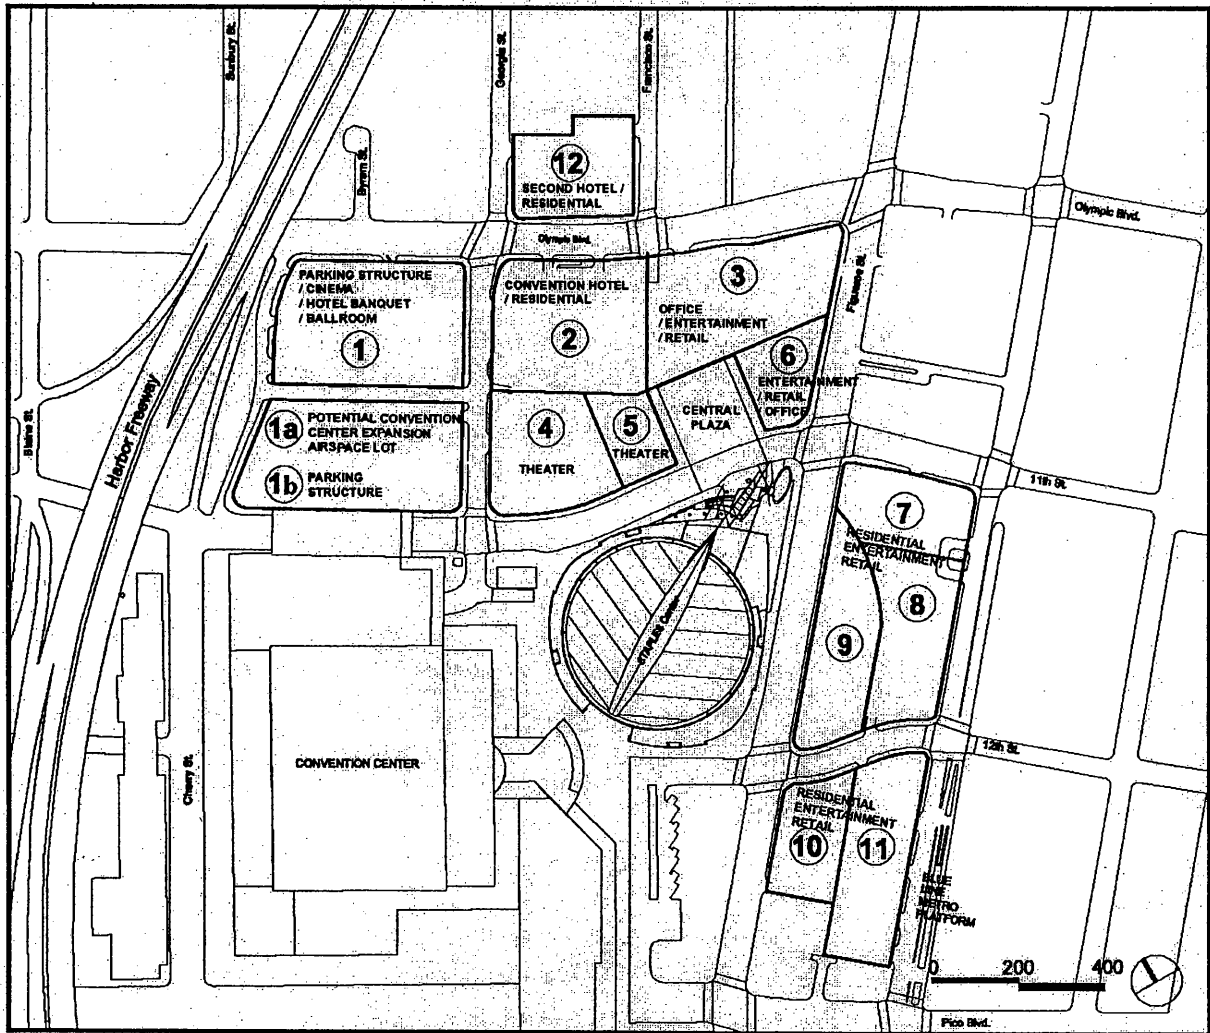 Sunbury St.
Georgia St.
Francisco St.
Byram St.
12
SECOND HOTEL /
RESIDENTIAL
Olympic Blvd.
Olympic Blvd.
PARKING STRUCTURE
/ CINEMA
/ HOTEL BANQUET
/ BALLROOM
1
CONVENTION HOTEL
/ RESIDENTIAL
2
3
OFFICE
/ ENTERTAINMENT
/ RETAIL
Figueroa St.
6
ENTERTAINMENT
/ RETAIL
OFFICE
Harbor Freeway
Blaine St.
1a
POTENTIAL CONVENTION
CENTER EXPANSION
AIRSPACE LOT
1b
PARKING
STRUCTURE
4
THEATER
5
THEATER
CENTRAL
PLAZA
11th St.
7
RESIDENTIAL
ENTERTAINMENT
RETAIL
8
9
STAPLES Center
CONVENTION CENTER
Cherry St.
12th St.
RESIDENTIAL
ENTERTAINMENT
RETAIL
10
11
BLUE
LINE
METRO
PLATFORM
0 200 400
Pico Blvd.